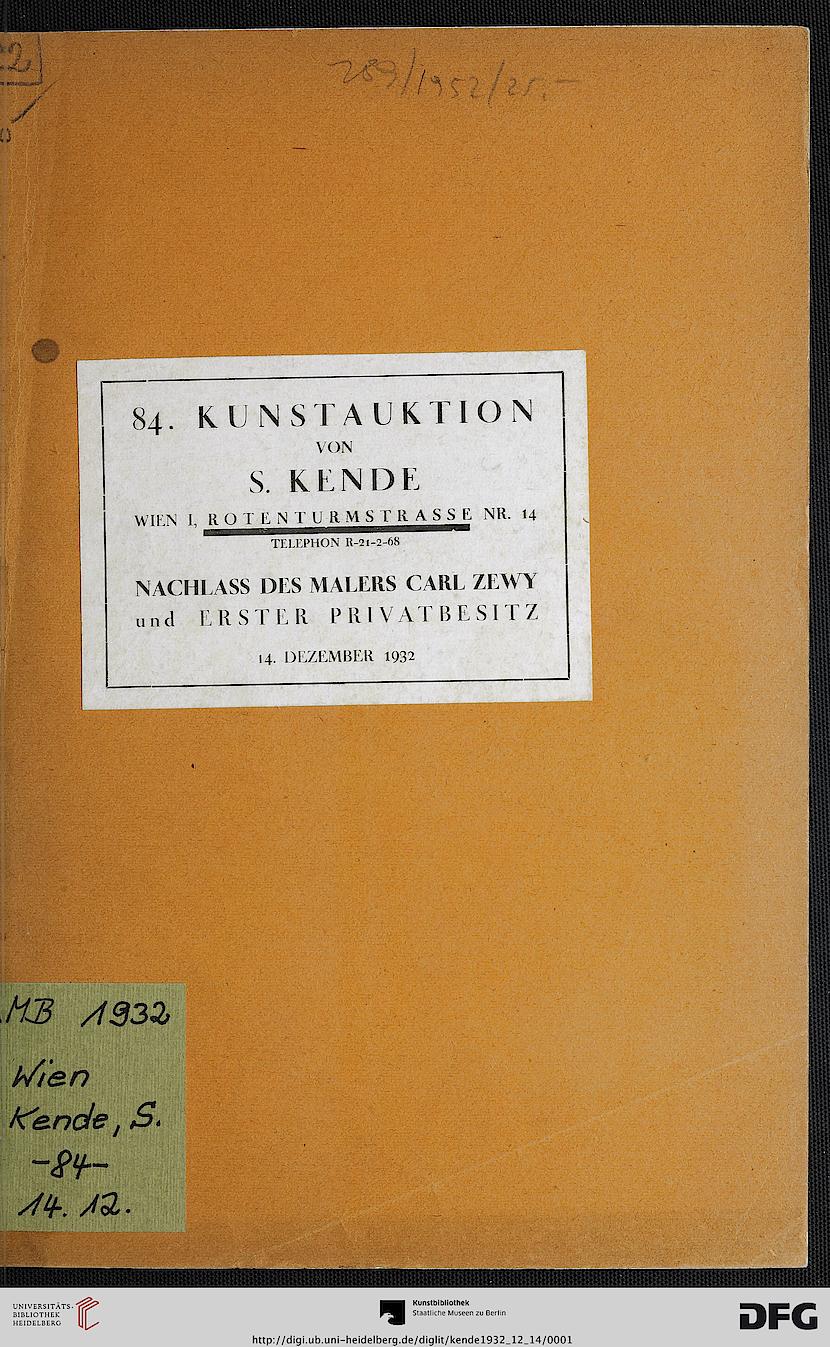 289/1952/25.-
84. KUNSTAUKTION
VON
S. KENDE
WIEN I, ROTENTURMSTRASSE NR. 14
TELEPHON R-21-2-68
NACHLASS DES MALERS CARL ZEWY
und ERSTER PRIVATBESITZ
14. DEZEMBER 1932
MB 1932
Wien
Kende, S.
-84-
14. 12.
UNIVERSITÄTS-
BIBLIOTHEK
HEIDELBERG
Kunstbibliothek
Staatliche Museen zu Berlin
DFG
http://digi.ub.uni-heidelberg.de/diglit/kende1932_12_14/0001